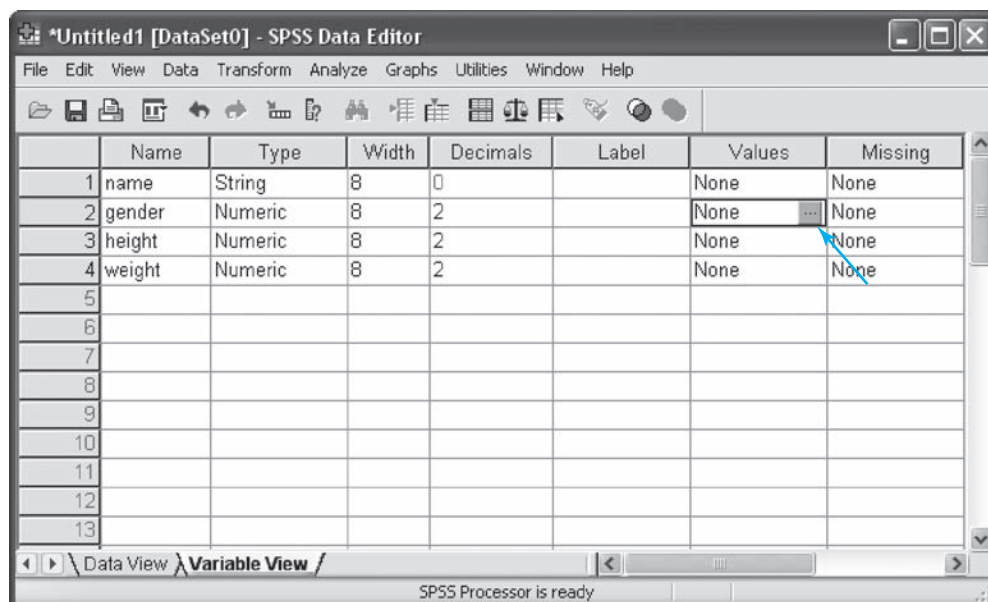 *Untitled1 [DataSet0] - SPSS Data Editor
File Edit View Data Transform Analyze Graphs Utilities Window Help
Name Type Width Decimals Label Values Missing
1 name String 8 0 None None
2 gender Numeric 8 2 None ... None
3 height Numeric 8 2 None None
4 weight Numeric 8 2 None None
5
6
7
8
9
10
11
12
13
Data View Variable View
SPSS Processor is ready